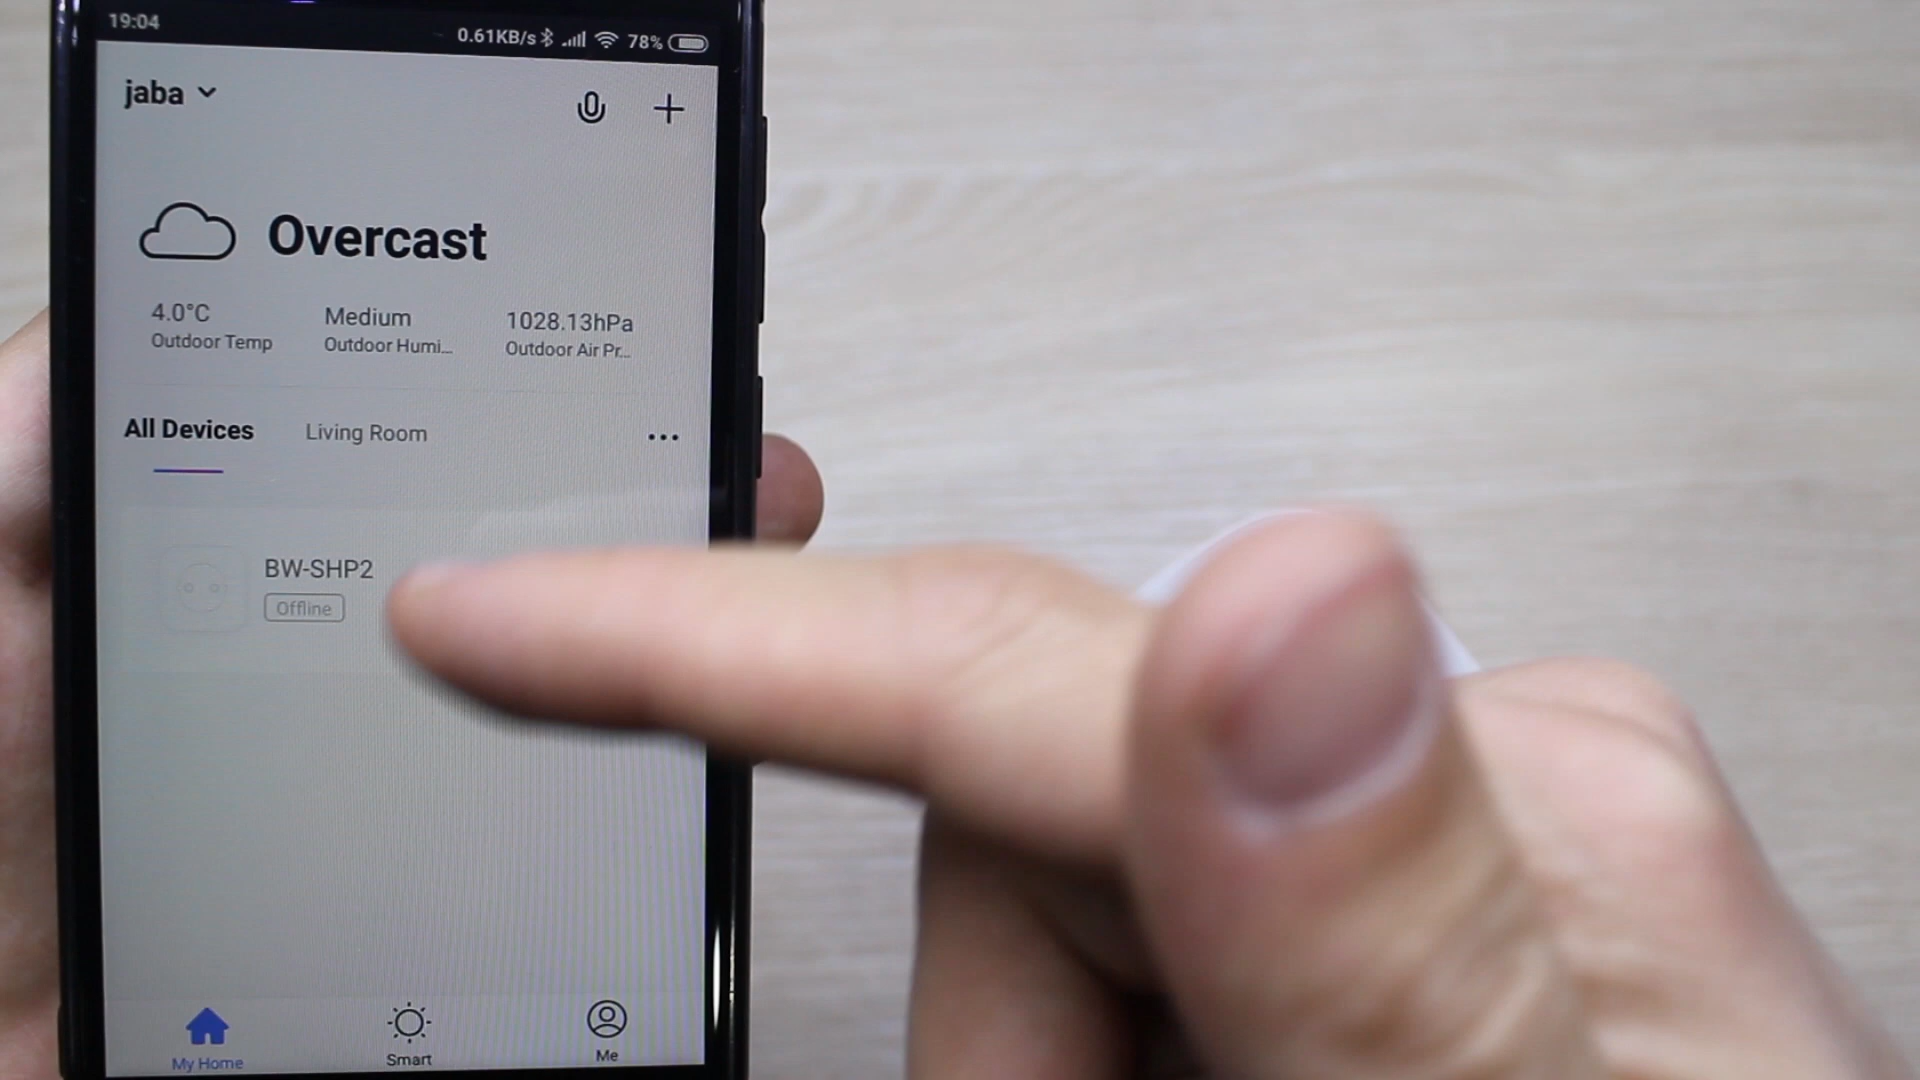 19:04
0.61KB/s 78%
jaba
Overcast
4.0°C Medium 1028.13hPa
Outdoor Temp Outdoor Humi... Outdoor Air Pr...
All Devices Living Room
BW-SHP2
Offline
My Home Smart Me